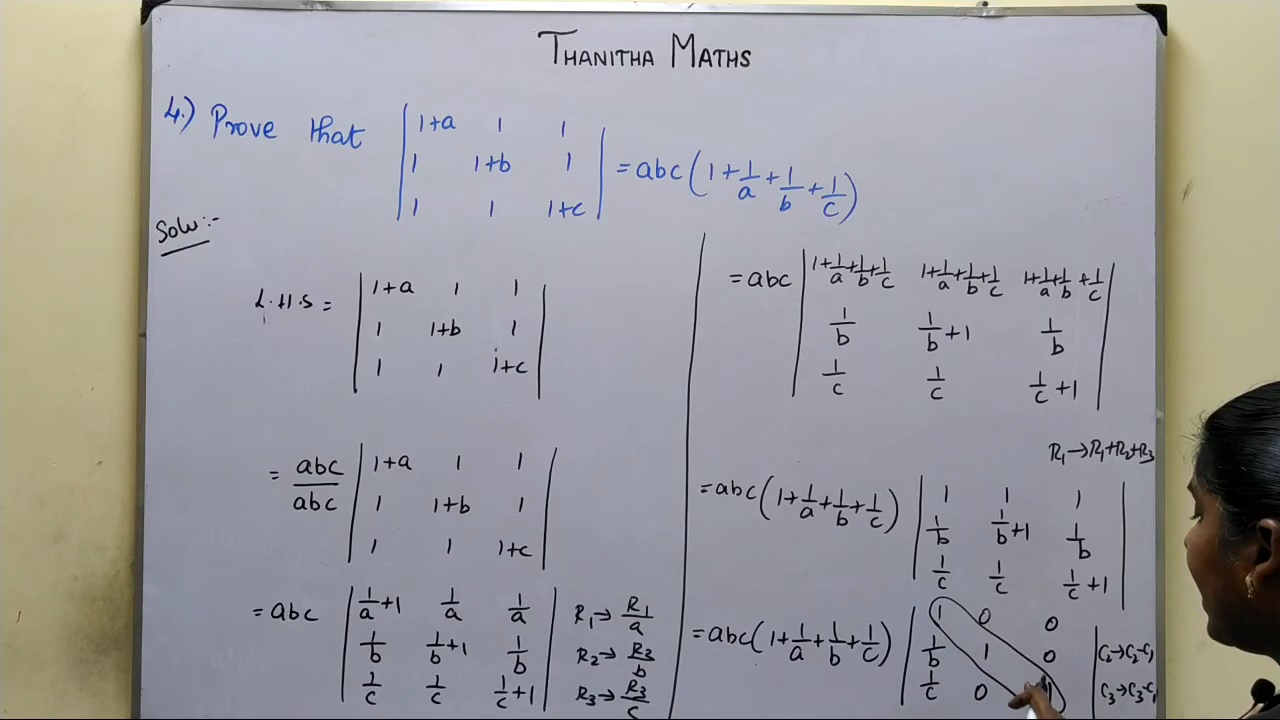 THANITHA MATHS
4.) Prove that | 1+a 1 1 |
| 1 1+b 1 | = abc(1+1/a+1/b+1/c)
| 1 1 1+c |
Solu:-
L.H.S = | 1+a 1 1 |
| 1 1+b 1 |
| 1 1 1+c |
= abc/abc | 1+a 1 1 |
| 1 1+b 1 |
| 1 1 1+c |
= abc | 1/a+1 1/a 1/a | R₁→R₁/a
| 1/b 1/b+1 1/b | R₂→R₂/b
| 1/c 1/c 1/c+1 | R₃→R₃/c
= abc | 1+1/a+1/b+1/c 1+1/a+1/b+1/c 1+1/a+1/b+1/c |
| 1/b 1/b+1 1/b |
| 1/c 1/c 1/c+1 |
R₁→R₁+R₂+R₃
= abc(1+1/a+1/b+1/c) | 1 1 1 |
| 1/b 1/b+1 1/b |
| 1/c 1/c 1/c+1 |
= abc(1+1/a+1/b+1/c) | 1 0 0 |
| 1/b 1 0 | C₂→C₂-C₁
| 1/c 0 1 | C₃→C₃-C₁